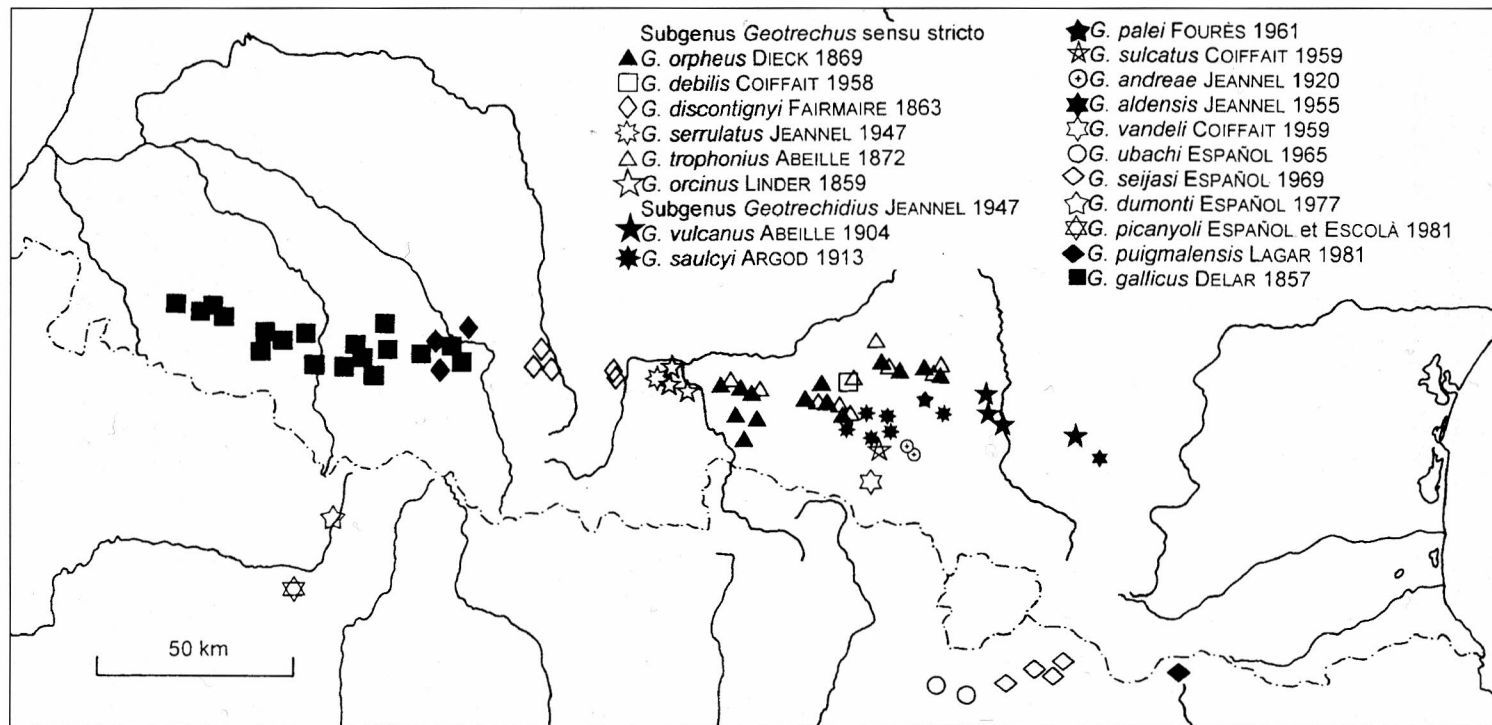 Subgenus Geotrechus sensu stricto
G. orpheus DIECK 1869
G. debilis COIFFAIT 1958
G. discontignyi FAIRMAIRE 1863
G. serrulatus JEANNEL 1947
G. trophonius ABEILLE 1872
G. orcinus LINDER 1859
Subgenus Geotrechidius JEANNEL 1947
G. vulcanus ABEILLE 1904
G. saulcyi ARGOD 1913
G. palei FOURÈS 1961
G. sulcatus COIFFAIT 1959
G. andreae JEANNEL 1920
G. aldensis JEANNEL 1955
G. vandeli COIFFAIT 1959
G. ubachi ESPAÑOL 1965
G. seijasi ESPAÑOL 1969
G. dumonti ESPAÑOL 1977
G. picanyoli ESPAÑOL et ESCOLÀ 1981
G. puigmalensis LAGAR 1981
G. gallicus DELAR 1857
50 km